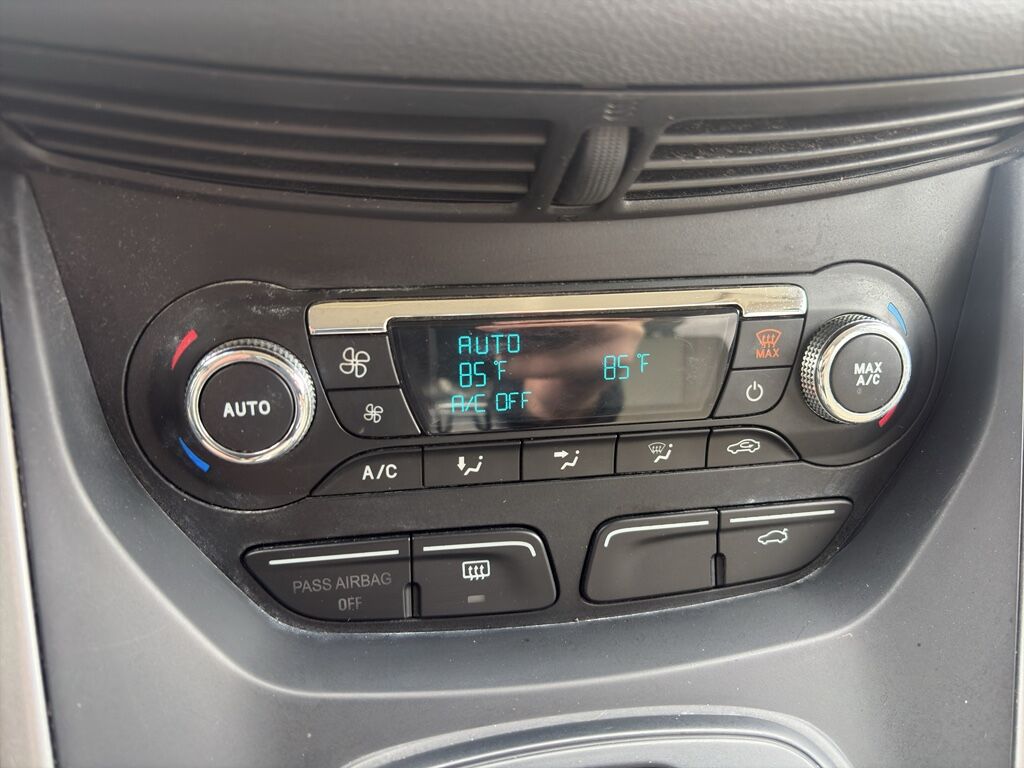 AUTO
85°F 85°F
A/C OFF
MAX
AUTO
MAX
A/C
A/C
PASS AIRBAG
OFF